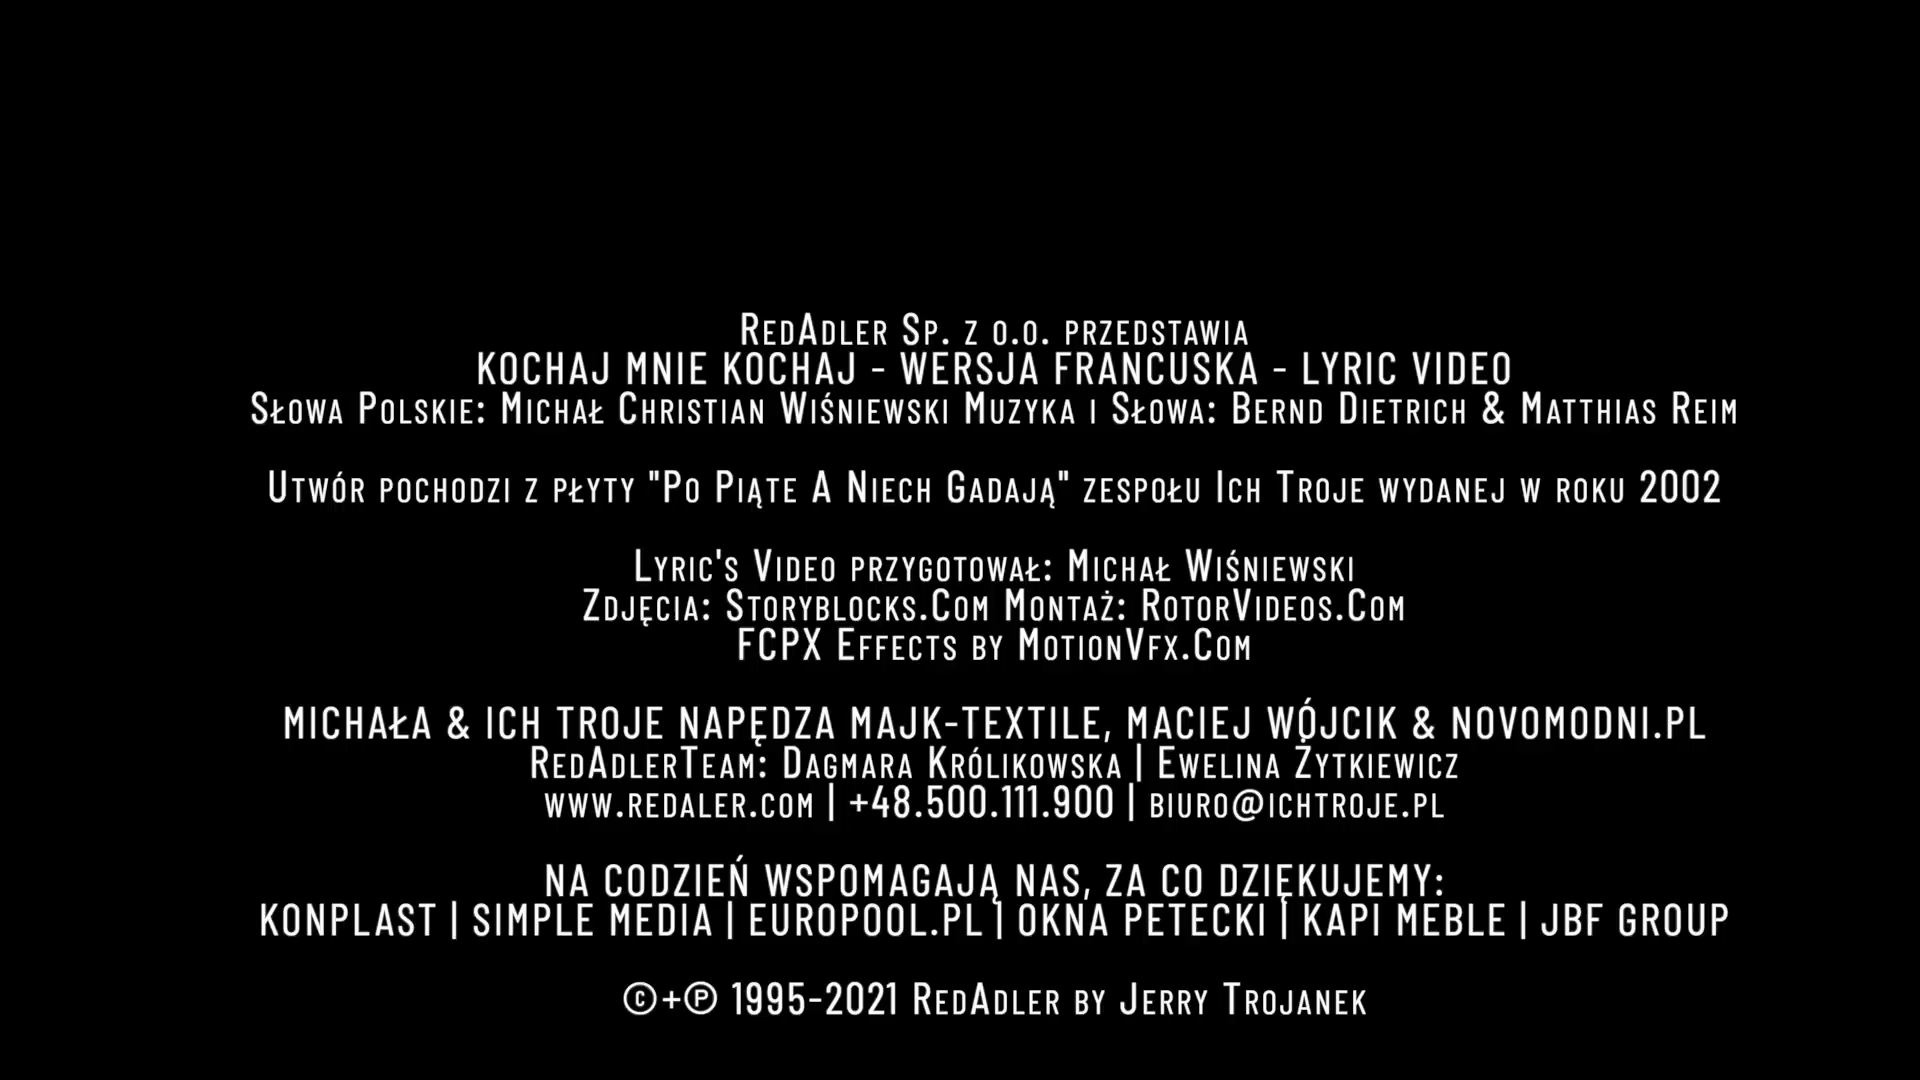 RedAdler Sp. z o.o. przedstawia
KOCHAJ MNIE KOCHAJ - WERSJA FRANCUSKA - LYRIC VIDEO
Słowa Polskie: Michał Christian Wiśniewski Muzyka i Słowa: Bernd Dietrich & Matthias Reim
Utwór pochodzi z płyty "Po Piąte A Niech Gadają" zespołu Ich Troje wydanej w roku 2002
Lyric's Video przygotował: Michał Wiśniewski
Zdjęcia: Storyblocks.Com Montaż: RotorVideos.Com
FCPX Effects by MotionVfx.Com
MICHAŁA & ICH TROJE NAPĘDZA MAJK-TEXTILE, MACIEJ WÓJCIK & NOVOMODNI.PL
RedAdlerTeam: Dagmara Królikowska | Ewelina Żytkiewicz
www.redaler.com | +48.500.111.900 | biuro@ichtroje.pl
NA CODZIEŃ WSPOMAGAJĄ NAS, ZA CO DZIĘKUJEMY:
KONPLAST | SIMPLE MEDIA | EUROPOOL.PL | OKNA PETECKI | KAPI MEBLE | JBF GROUP
©+℗ 1995-2021 RedAdler by Jerry Trojanek